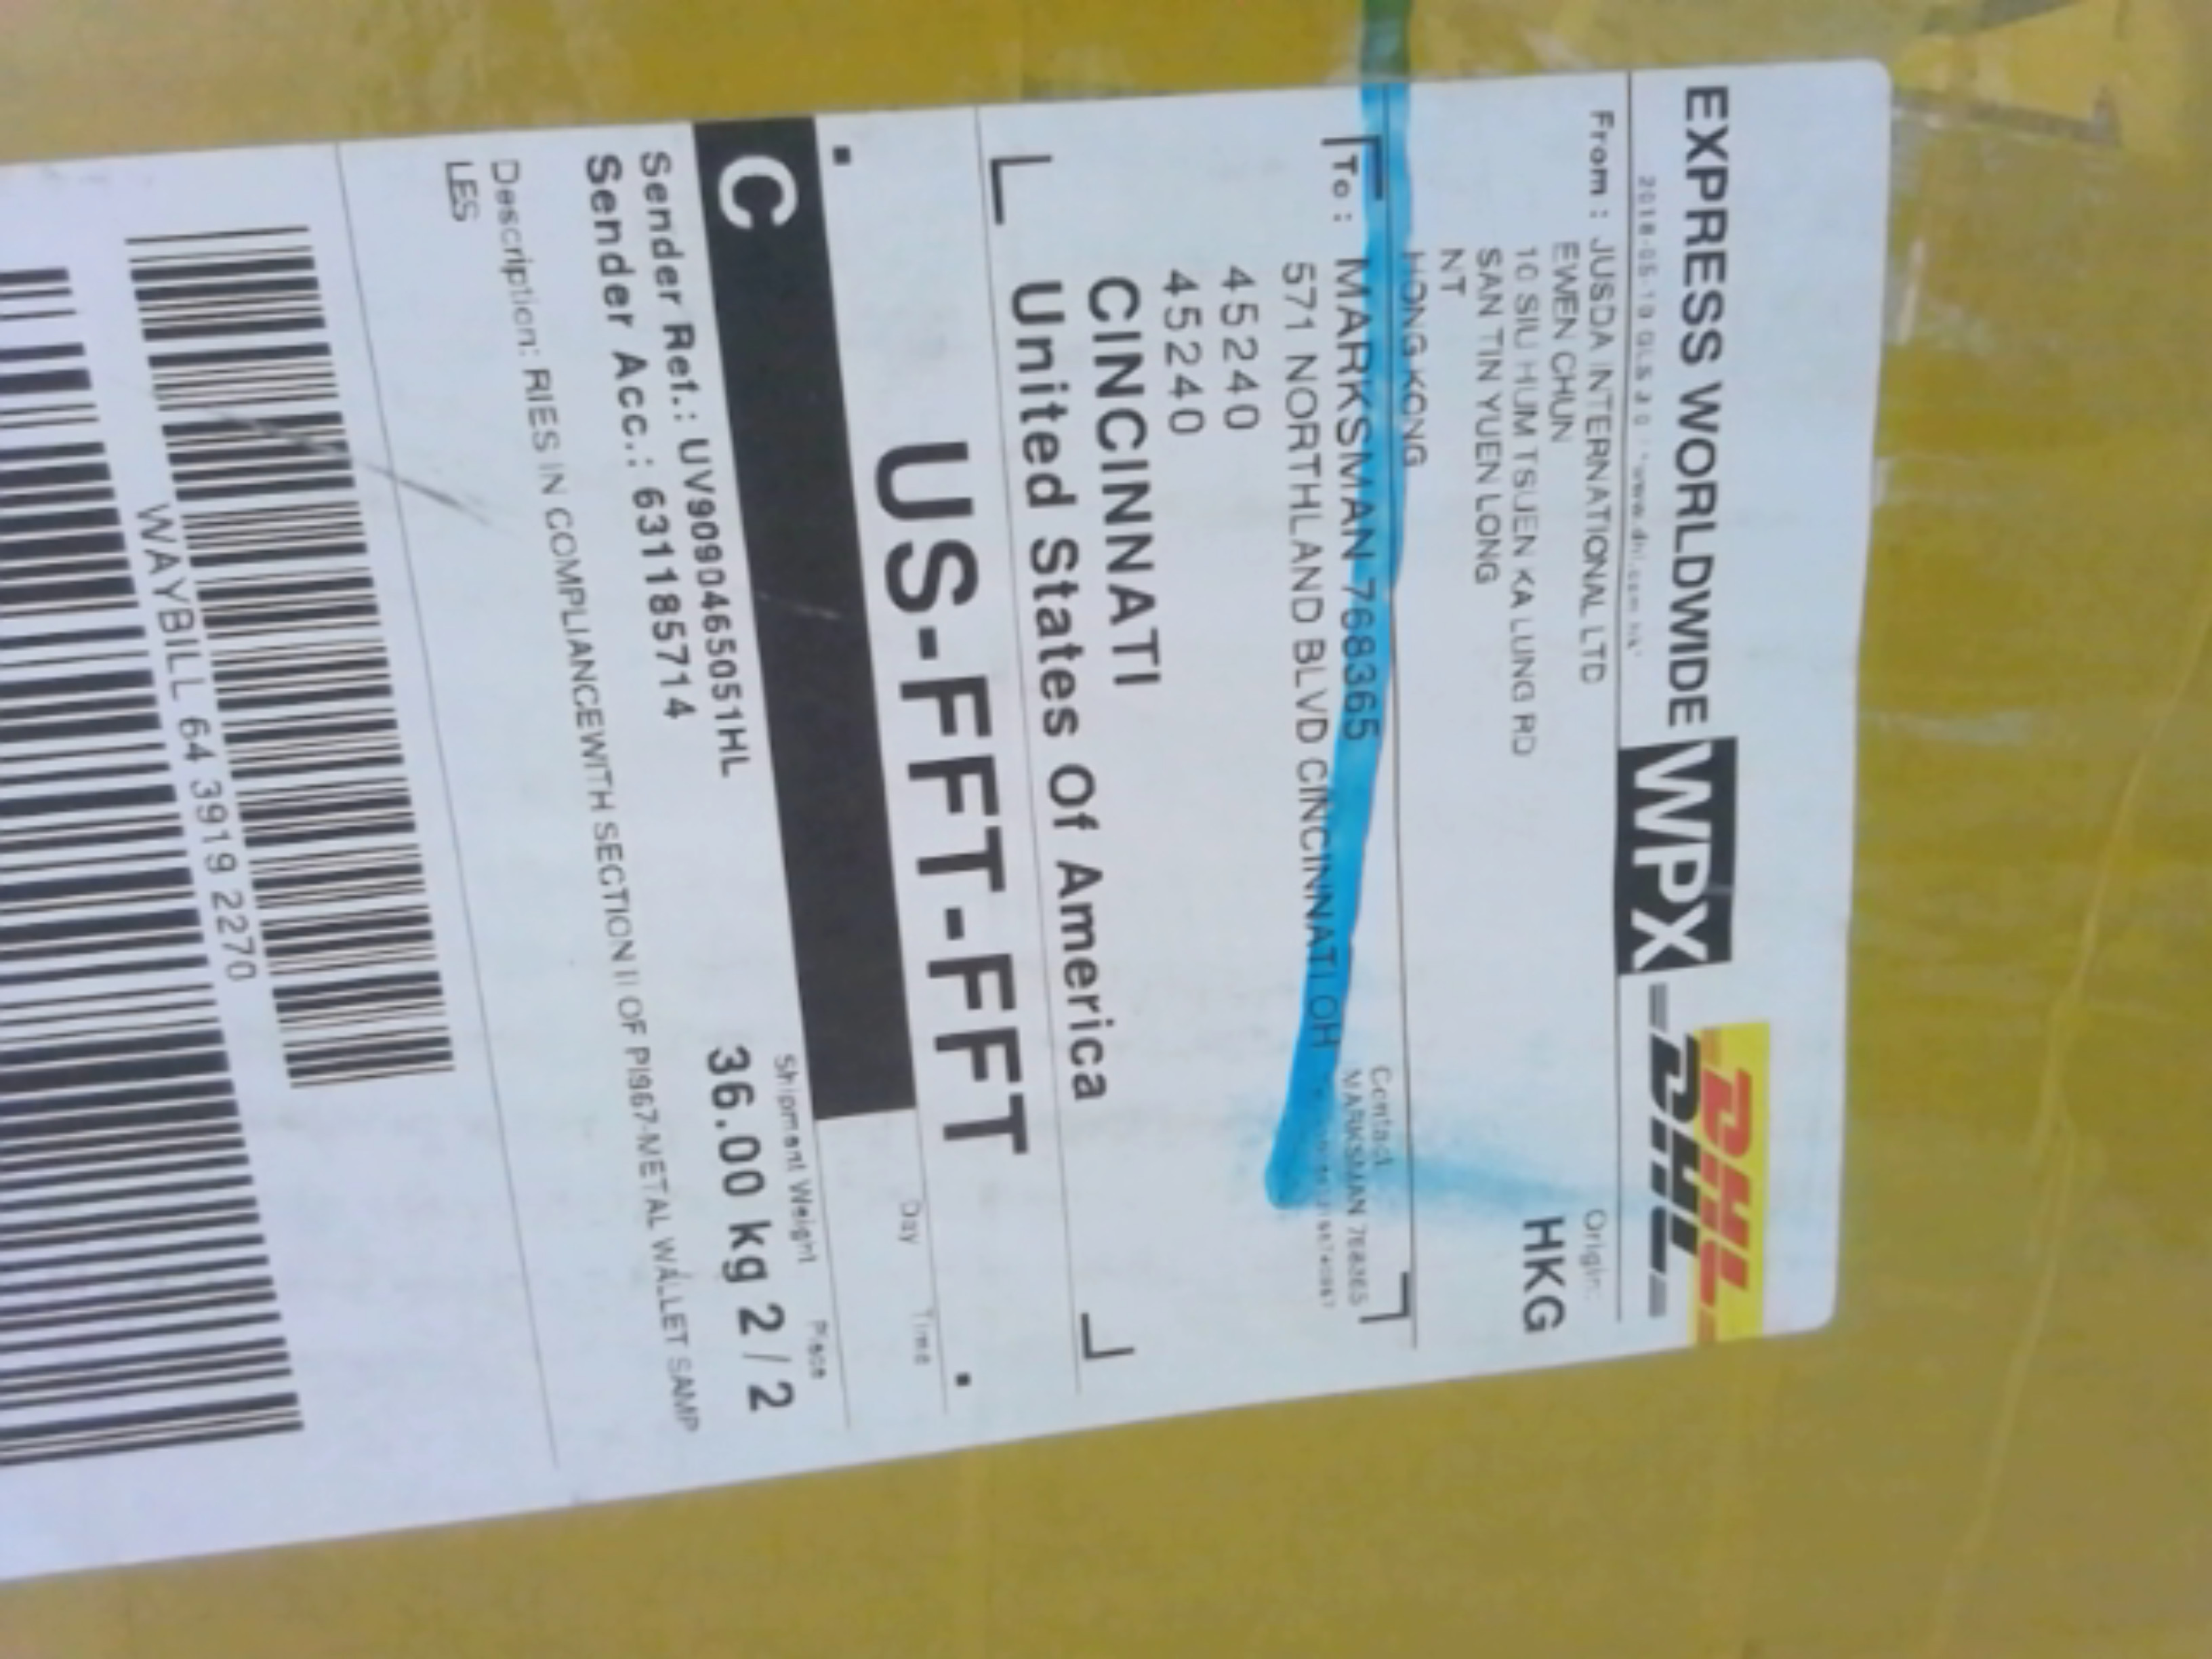 EXPRESS WORLDWIDE WPX DHL
DHL
From : JUSDA INTERNATIONAL LTD
EWEN CHUN
10 SIU HUM TSUEN KA LUNG RD
SAN TIN YUEN LONG
NT
HONG KONG
Origin:
HKG
To : MARKSMAN 768365
571 NORTHLAND BLVD CINCINNATI OH
45240
45240
CINCINNATI
United States Of America
Contact:
MARKSMAN 768365
US-FFT-FFT
C
Day
Time
Sender Ref.: UV9090465051HL
Sender Acc.: 631185714
Shipment Weight
36.00 kg
Piece
2 / 2
Description: RIES IN COMPLIANCEWITH SECTION II OF PI967-METAL WALLET SAMP
LES
WAYBILL 64 3919 2270